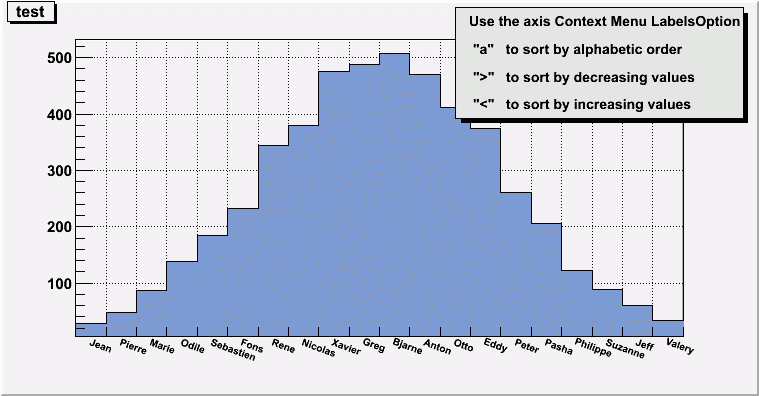 test
Use the axis Context Menu LabelsOption
"a" to sort by alphabetic order
">" to sort by decreasing values
"<" to sort by increasing values
500
400
300
200
100
Jean Pierre Marie Odile Sebastien Fons Rene Nicolas Xavier Greg Bjarne Anton Otto Eddy Peter Pasha Philippe Suzanne Jeff Valery